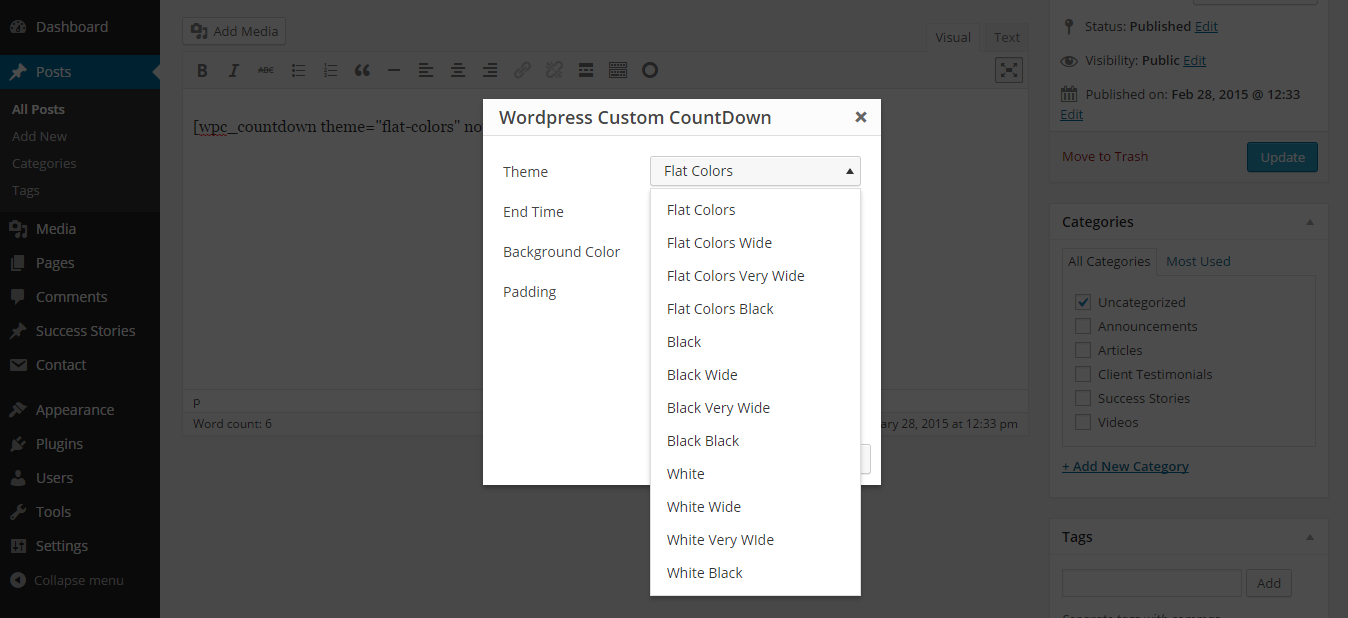 Dashboard
Posts
All Posts
Add New
Categories
Tags
Media
Pages
Comments
Success Stories
Contact
Appearance
Plugins
Users
Tools
Settings
Collapse menu
Add Media
Visual
Text
B
I
ABC
[wpc_countdown theme="flat-colors" no
p
Word count: 6
ary 28, 2015 at 12:33 pm
Wordpress Custom CountDown
×
Theme
Flat Colors
End Time
Background Color
Padding
Flat Colors
Flat Colors Wide
Flat Colors Very Wide
Flat Colors Black
Black
Black Wide
Black Very Wide
Black Black
White
White Wide
White Very WIde
White Black
Status: Published Edit
Visibility: Public Edit
Published on: Feb 28, 2015 @ 12:33
Edit
Move to Trash
Update
Categories
All Categories
Most Used
Uncategorized
Announcements
Articles
Client Testimonials
Success Stories
Videos
+ Add New Category
Tags
Add
Separate tags with commas